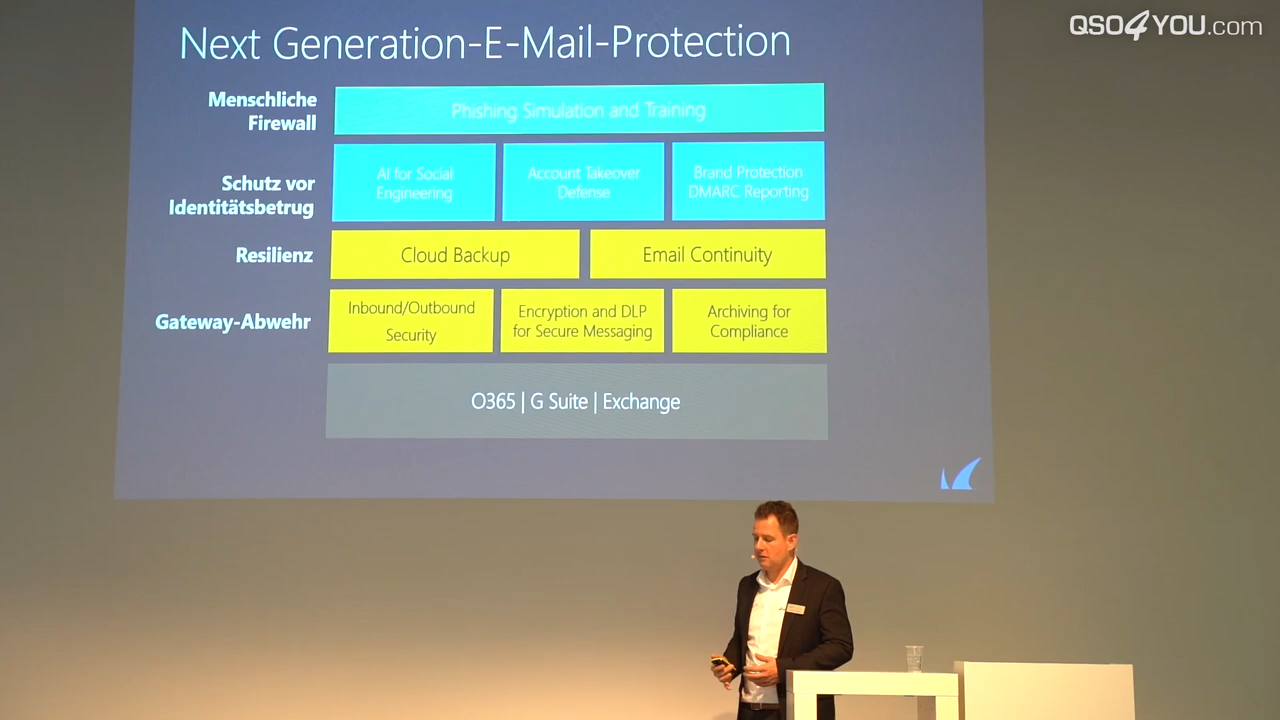 QSO4YOU.com
Next Generation-E-Mail-Protection
Menschliche
Firewall
Phishing Simulation and Training
Schutz vor
Identitätsbetrug
AI for Social
Engineering
Account Takeover
Defense
Brand Protection
DMARC Reporting
Resilienz
Cloud Backup
Email Continuity
Gateway-Abwehr
Inbound/Outbound
Security
Encryption and DLP
for Secure Messaging
Archiving for
Compliance
O365 | G Suite | Exchange